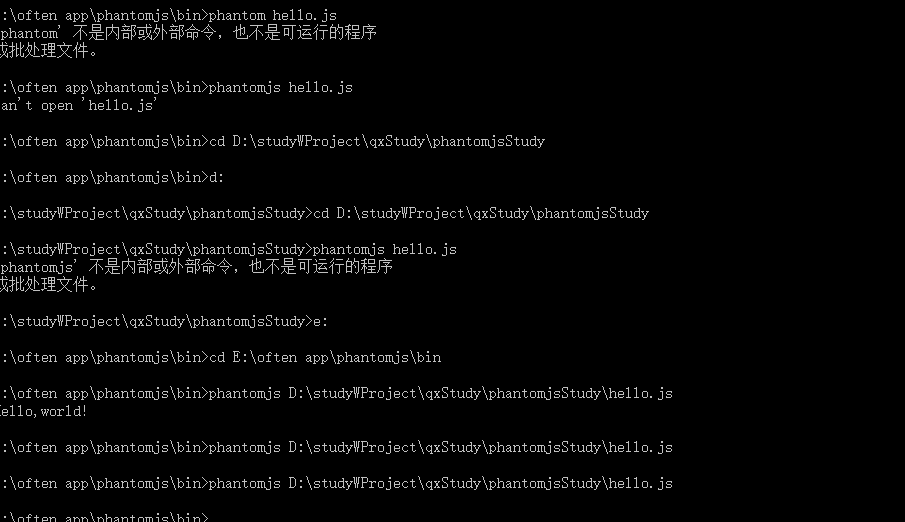 :\often app\phantomjs\bin>phantom hello.js
phantom' 不是内部或外部命令，也不是可运行的程序
或批处理文件。
:\often app\phantomjs\bin>phantomjs hello.js
an't open 'hello.js'
:\often app\phantomjs\bin>cd D:\studyWProject\qxStudy\phantomjsStudy
:\often app\phantomjs\bin>d:
:\studyWProject\qxStudy\phantomjsStudy>cd D:\studyWProject\qxStudy\phantomjsStudy
:\studyWProject\qxStudy\phantomjsStudy>phantomjs hello.js
phantomjs' 不是内部或外部命令，也不是可运行的程序
或批处理文件。
:\studyWProject\qxStudy\phantomjsStudy>e:
:\often app\phantomjs\bin>cd E:\often app\phantomjs\bin
:\often app\phantomjs\bin>phantomjs D:\studyWProject\qxStudy\phantomjsStudy\hello.js
Hello,world!
:\often app\phantomjs\bin>phantomjs D:\studyWProject\qxStudy\phantomjsStudy\hello.js
:\often app\phantomjs\bin>phantomjs D:\studyWProject\qxStudy\phantomjsStudy\hello.js
:\often app\phantomjs\bin>